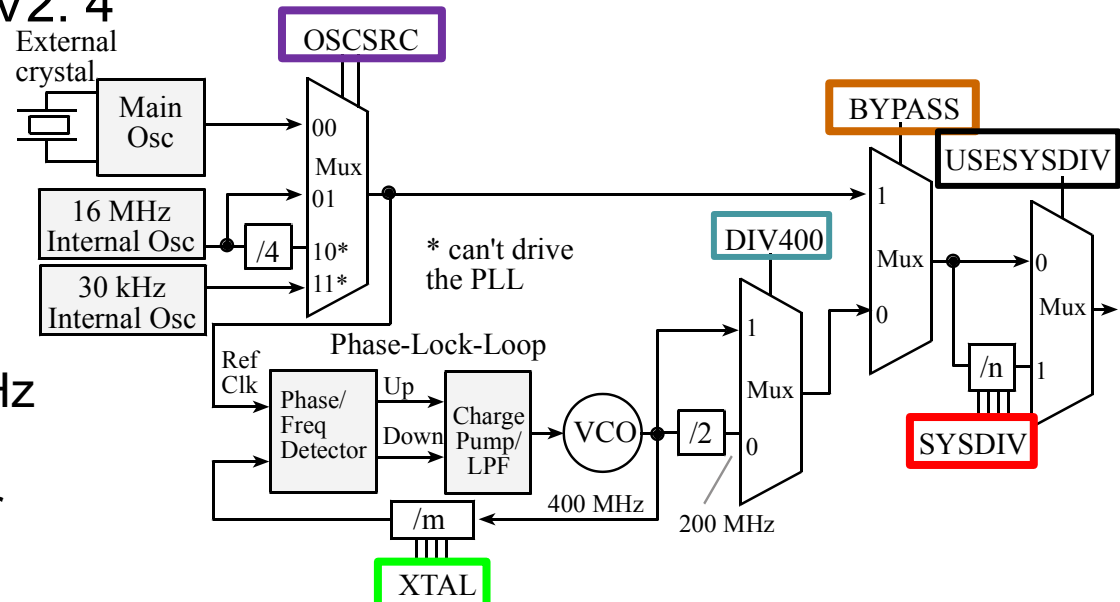 V2. 4
External
crystal
OSCSRC
Main
Osc
00
Mux
01
16 MHz
Internal Osc
/4
10*
11*
30 kHz
Internal Osc
* can't drive
the PLL
BYPASS
USESYSDIV
1
Mux
0
0
Mux
1
/n
SYSDIV
DIV400
1
Mux
0
Phase-Lock-Loop
Hz
Ref
Clk
Phase/
Freq
Detector
Up
Down
Charge
Pump/
LPF
VCO
/2
400 MHz
200 MHz
/m
XTAL